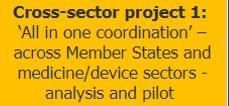 Cross-sector project 1:
‘All in one coordination’ –
across Member States and
medicine/device sectors -
analysis and pilot